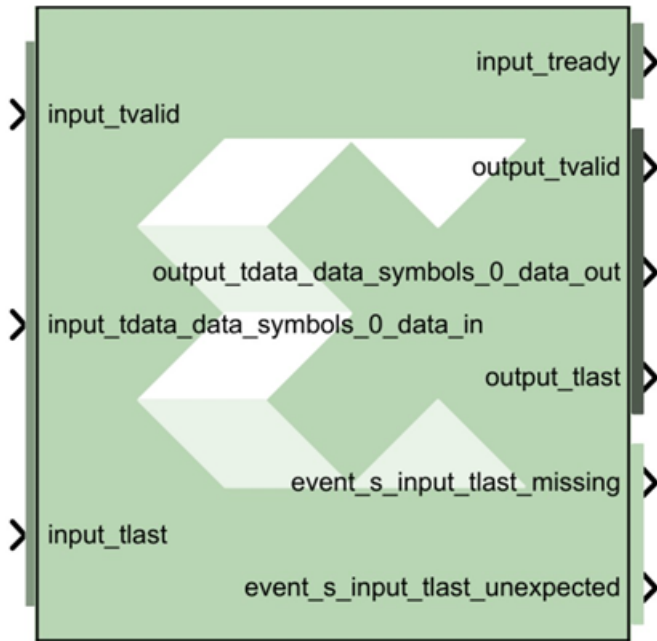 input_tready
input_tvalid
output_tvalid
output_tdata_data_symbols_0_data_out
input_tdata_data_symbols_0_data_in
output_tlast
event_s_input_tlast_missing
input_tlast
event_s_input_tlast_unexpected